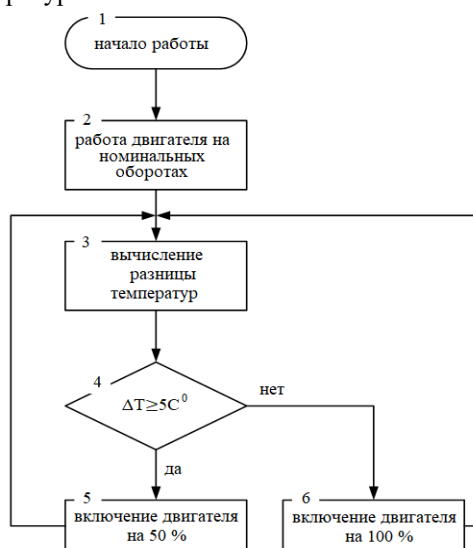 1
начало работы
2
работа двигателя на
номинальных
оборотах
3
вычисление
разницы
температур
4
ΔT≥5C⁰
нет
да
5
включение двигателя
на 50 %
6
включение двигателя
на 100 %